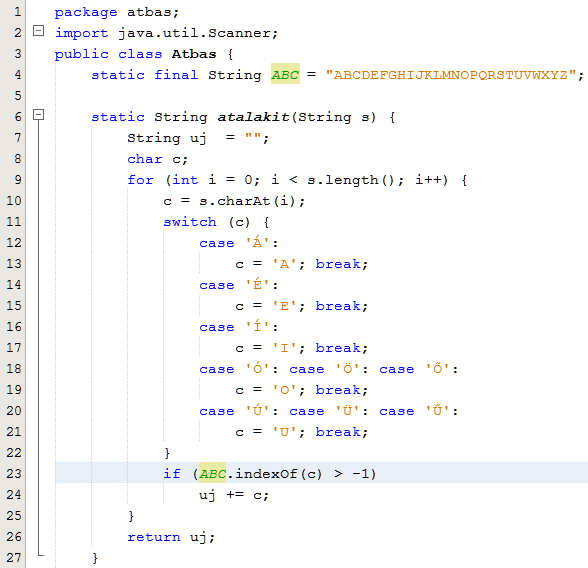 1 package atbas;
2 import java.util.Scanner;
3 public class Atbas {
4     static final String ABC = "ABCDEFGHIJKLMNOPQRSTUVWXYZ";
5
6     static String atalakit(String s) {
7         String uj  = "";
8         char c;
9         for (int i = 0; i < s.length(); i++) {
10             c = s.charAt(i);
11             switch (c) {
12                 case 'Á':
13                     c = 'A'; break;
14                 case 'É':
15                     c = 'E'; break;
16                 case 'Í':
17                     c = 'I'; break;
18                 case 'Ó': case 'Ö': case 'Ő':
19                     c = 'O'; break;
20                 case 'Ú': case 'Ü': case 'Ű':
21                     c = 'U'; break;
22             }
23             if (ABC.indexOf(c) > -1)
24                 uj += c;
25         }
26         return uj;
27     }